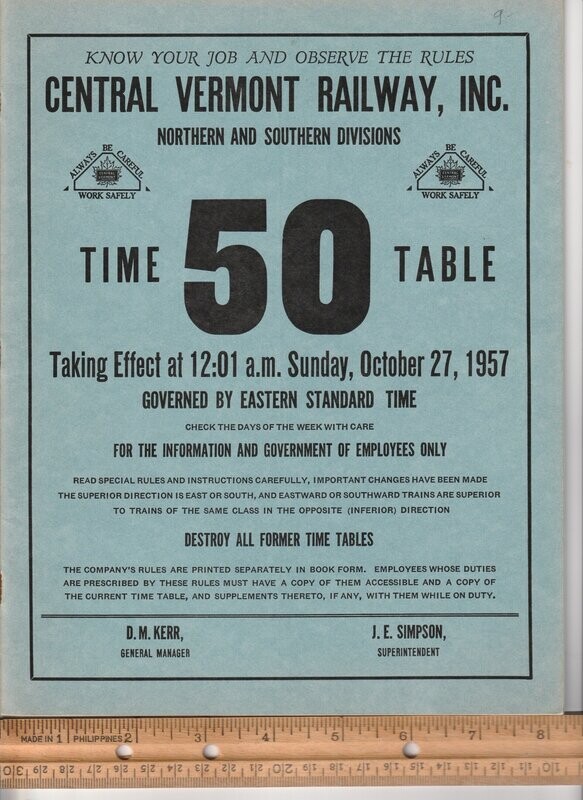 9-
KNOW YOUR JOB AND OBSERVE THE RULES
CENTRAL VERMONT RAILWAY, INC.
NORTHERN AND SOUTHERN DIVISIONS
ALWAYS BE CAREFUL
CENTRAL VERMONT
WORK SAFELY
ALWAYS BE CAREFUL
CENTRAL VERMONT
WORK SAFELY
TIME 50 TABLE
Taking Effect at 12:01 a.m. Sunday, October 27, 1957
GOVERNED BY EASTERN STANDARD TIME
CHECK THE DAYS OF THE WEEK WITH CARE
FOR THE INFORMATION AND GOVERNMENT OF EMPLOYEES ONLY
READ SPECIAL RULES AND INSTRUCTIONS CAREFULLY, IMPORTANT CHANGES HAVE BEEN MADE
THE SUPERIOR DIRECTION IS EAST OR SOUTH, AND EASTWARD OR SOUTHWARD TRAINS ARE SUPERIOR
TO TRAINS OF THE SAME CLASS IN THE OPPOSITE (INFERIOR) DIRECTION
DESTROY ALL FORMER TIME TABLES
THE COMPANY'S RULES ARE PRINTED SEPARATELY IN BOOK FORM. EMPLOYEES WHOSE DUTIES
ARE PRESCRIBED BY THESE RULES MUST HAVE A COPY OF THEM ACCESSIBLE AND A COPY OF
THE CURRENT TIME TABLE, AND SUPPLEMENTS THERETO, IF ANY, WITH THEM WHILE ON DUTY.
D. M. KERR, J. E. SIMPSON,
GENERAL MANAGER SUPERINTENDENT
MADE IN 1 PHILIPPINES 2 3 4 5 6 7 8